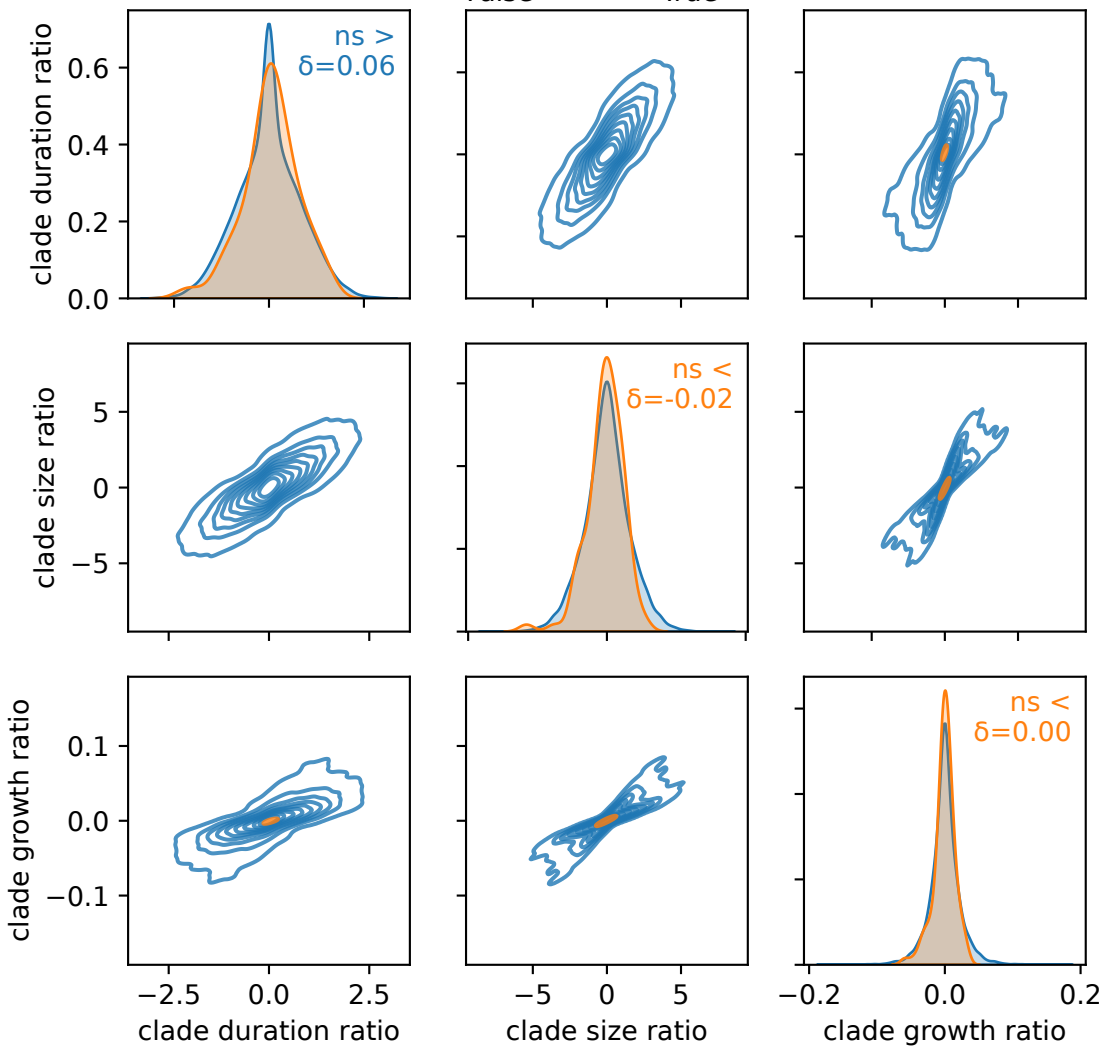 clade duration ratio
0.6
0.4
0.2
0.0
ns >
δ=0.06
−5
0
5
clade size ratio
5
0
−5
ns <
δ=-0.02
clade growth ratio
0.1
0.0
−0.1
ns <
δ=0.00
−2.5
0.0
2.5
−5
0
5
−0.2
0.0
0.2
clade duration ratio
clade size ratio
clade growth ratio